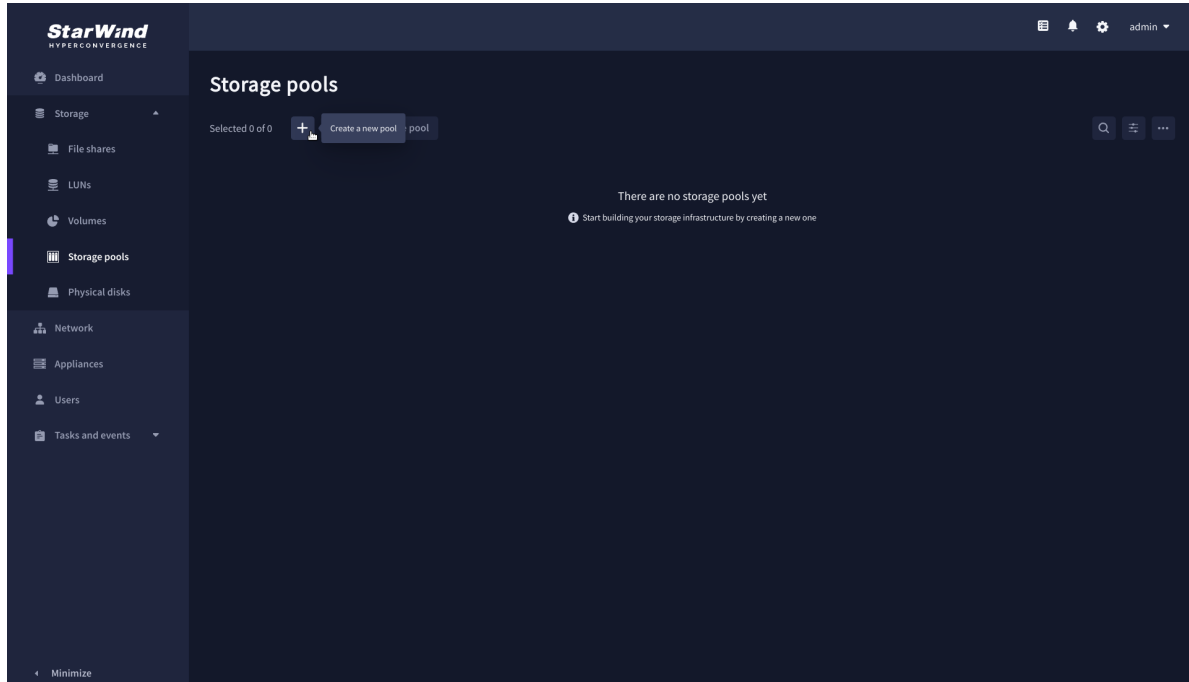 StarWind
HYPERCONVERGENCE
admin
Dashboard
Storage
File shares
LUNs
Volumes
Storage pools
Physical disks
Network
Appliances
Users
Tasks and events
Minimize
Storage pools
Selected 0 of 0
Create a new pool
pool
There are no storage pools yet
Start building your storage infrastructure by creating a new one